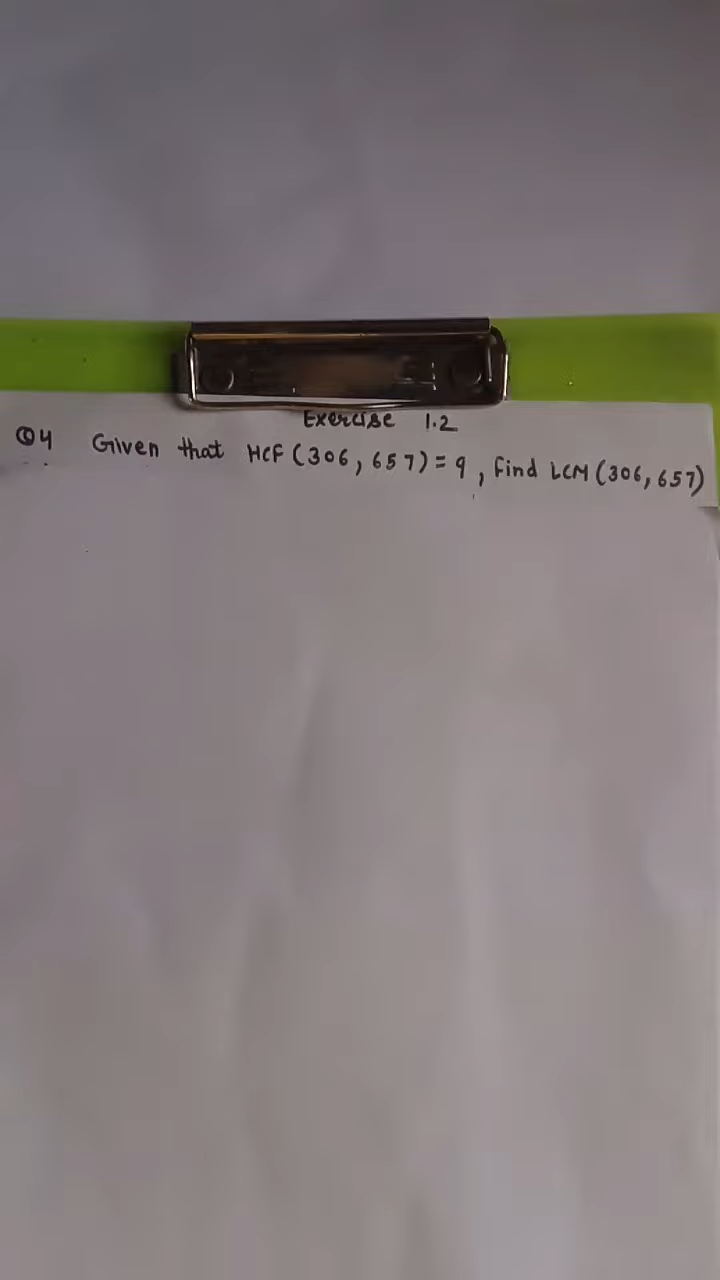 Exercise 1.2
Q4 Given that HCF (306, 657) = 9, find LCM (306, 657)